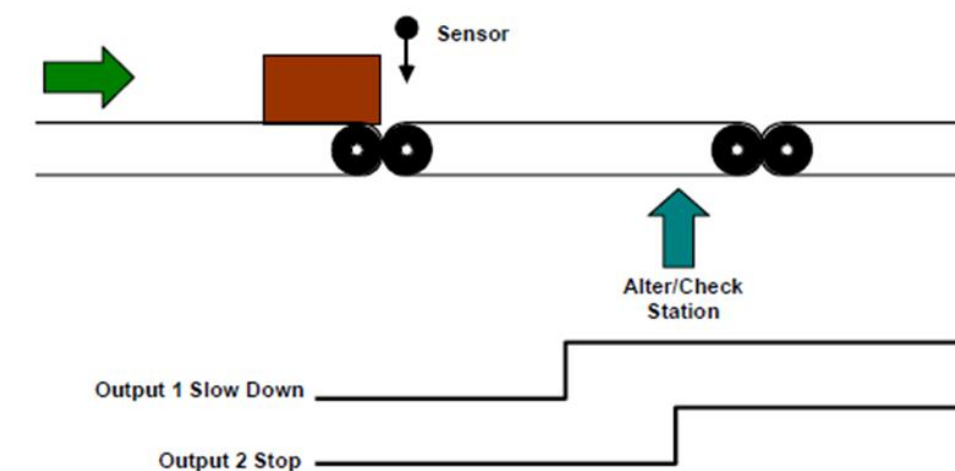 Sensor
Alter/Check
Station
Output 1 Slow Down
Output 2 Stop